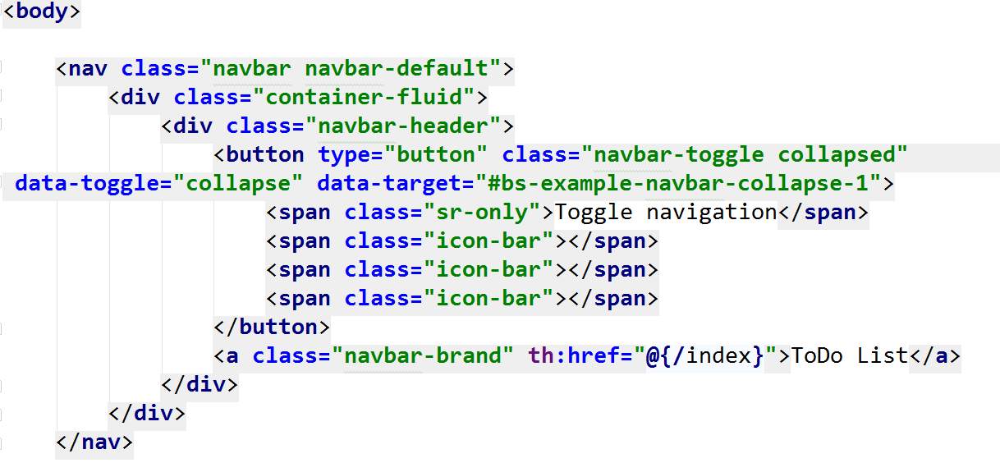 <body>
<nav class="navbar navbar-default">
<div class="container-fluid">
<div class="navbar-header">
<button type="button" class="navbar-toggle collapsed"
data-toggle="collapse" data-target="#bs-example-navbar-collapse-1">
<span class="sr-only">Toggle navigation</span>
<span class="icon-bar"></span>
<span class="icon-bar"></span>
<span class="icon-bar"></span>
</button>
<a class="navbar-brand" th:href="@{/index}">ToDo List</a>
</div>
</div>
</nav>